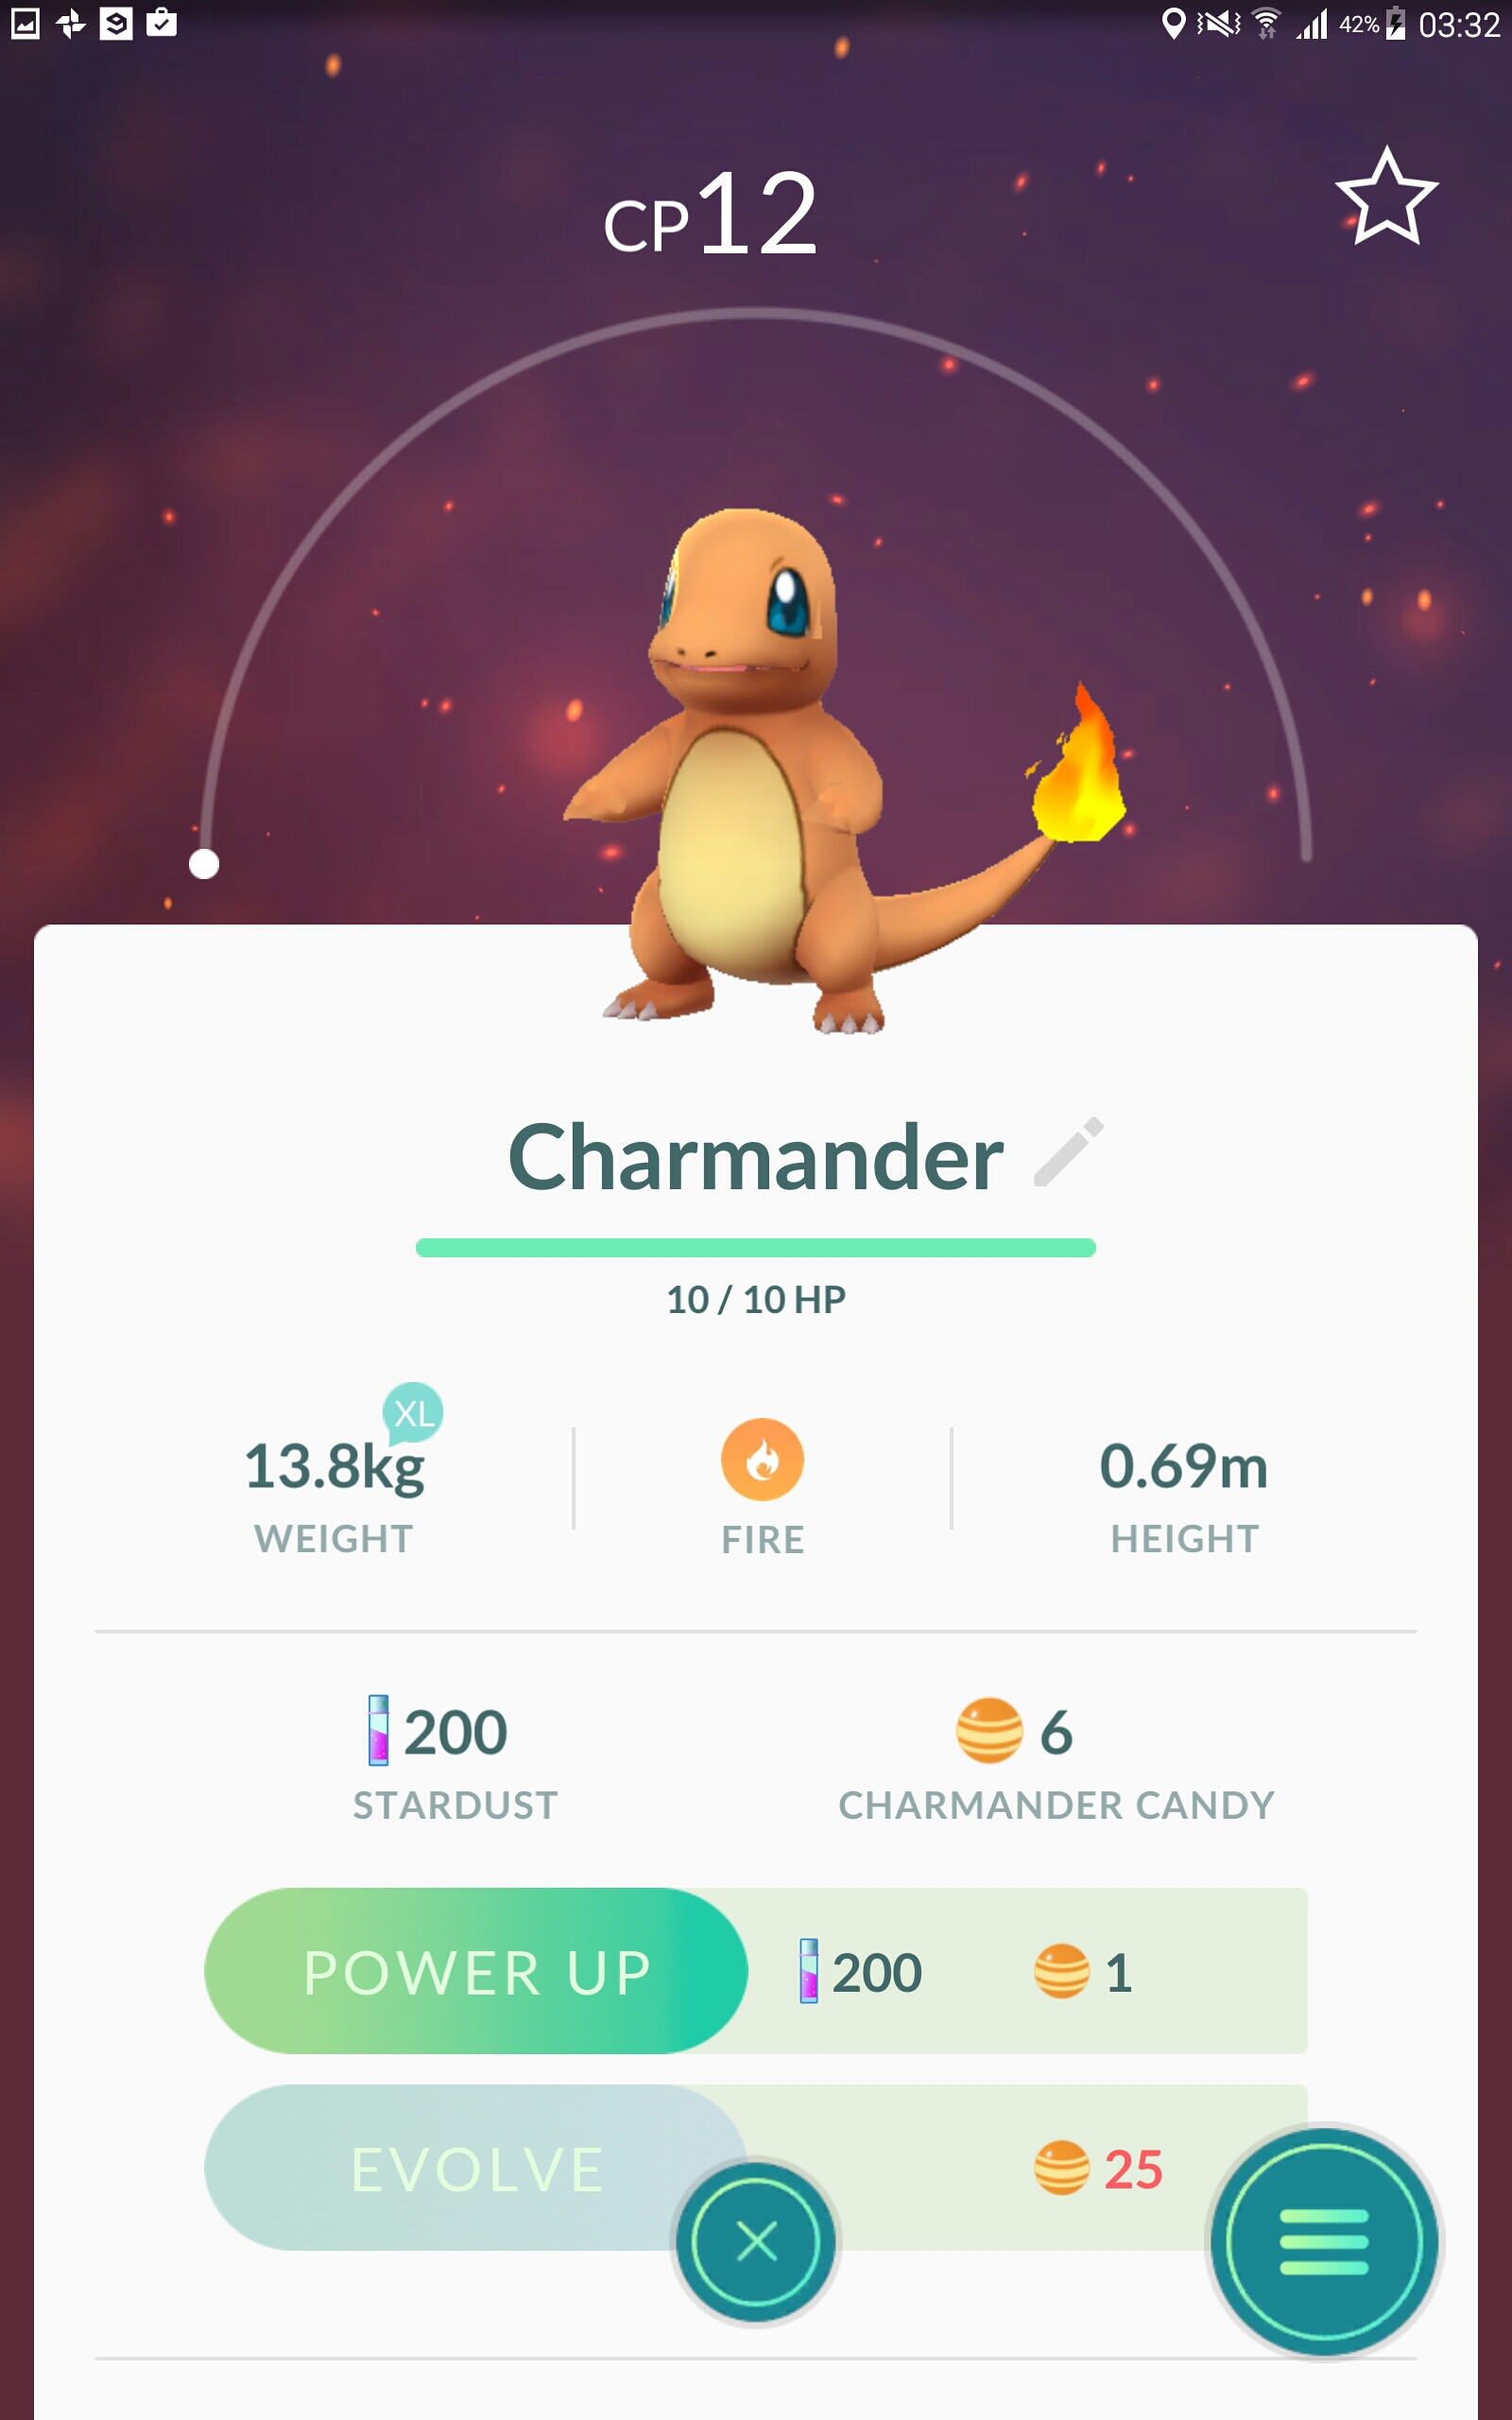 42% 03:32
CP12
Charmander
10 / 10 HP
XL
13.8kg
WEIGHT
FIRE
0.69m
HEIGHT
200
STARDUST
6
CHARMANDER CANDY
POWER UP 200 1
EVOLVE 25